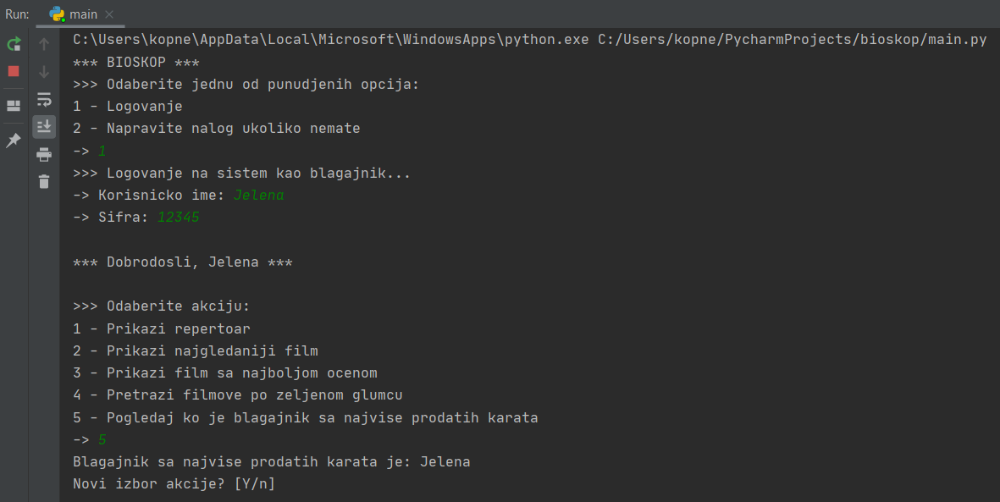 Run: main
C:\Users\kopne\AppData\Local\Microsoft\WindowsApps\python.exe C:/Users/kopne/PycharmProjects/bioskop/main.py
*** BIOSKOP ***
>>> Odaberite jednu od punudjenih opcija:
1 - Logovanje
2 - Napravite nalog ukoliko nemate
-> 1
>>> Logovanje na sistem kao blagajnik...
-> Korisnicko ime: Jelena
-> Sifra: 12345
*** Dobrodosli, Jelena ***
>>> Odaberite akciju:
1 - Prikazi repertoar
2 - Prikazi najgledaniji film
3 - Prikazi film sa najboljom ocenom
4 - Pretrazi filmove po zeljenom glumcu
5 - Pogledaj ko je blagajnik sa najvise prodatih karata
-> 5
Blagajnik sa najvise prodatih karata je: Jelena
Novi izbor akcije? [Y/n]